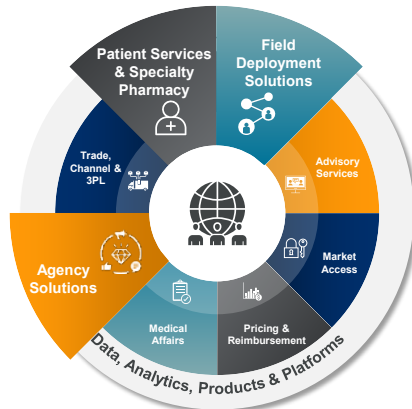 Patient Services
& Specialty
Pharmacy
Field
Deployment
Solutions
Trade,
Channel &
3PL
Advisory
Services
Agency
Solutions
Market
Access
Medical
Affairs
Pricing &
Reimbursement
Data, Analytics, Products & Platforms